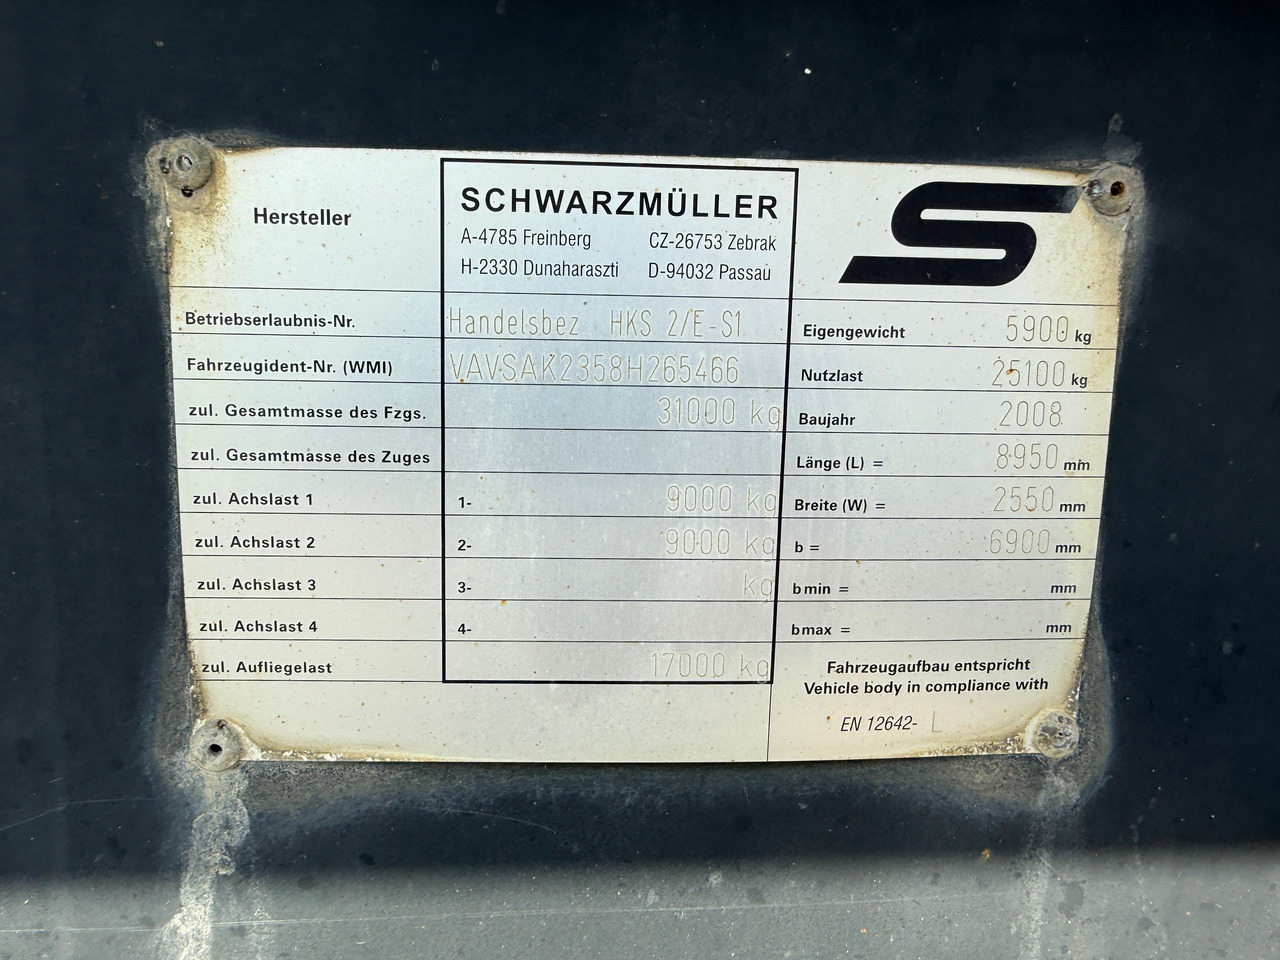 Hersteller
SCHWARZMÜLLER
A-4785 Freinberg CZ-26753 Zebrak
H-2330 Dunaharaszti D-94032 Passau
Betriebserlaubnis-Nr. Handelsbez HKS 2/E-S1
Fahrzeugident-Nr. (WMI) VAVSAK2358H265466
zul. Gesamtmasse des Fzgs. 31000 kg
zul. Gesamtmasse des Zuges
zul. Achslast 1 1- 9000 kg
zul. Achslast 2 2- 9000 kg
zul. Achslast 3 3- kg
zul. Achslast 4 4-
zul. Aufliegelast 17000 kg
Eigengewicht 5900 kg
Nutzlast 25100 kg
Baujahr 2008
Länge (L) = 8950 mm
Breite (W) = 2550 mm
b = 6900 mm
b min = mm
b max = mm
Fahrzeugaufbau entspricht
Vehicle body in compliance with
EN 12642- L